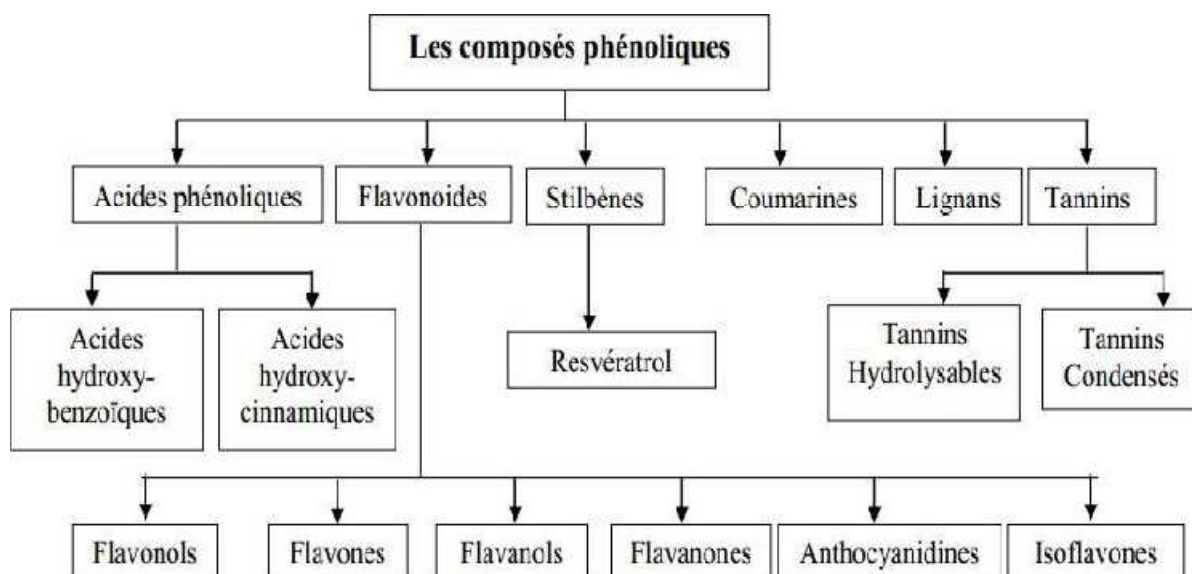 Les composés phénoliques
Acides phénoliques
Flavonoides
Stilbènes
Coumarines
Lignans
Tannins
Acides
hydroxy-
benzoïques
Acides
hydroxy-
cinnamiques
Resvératrol
Tannins
Hydrolysables
Tannins
Condensés
Flavonols
Flavones
Flavanols
Flavanones
Anthocyanidines
Isoflavones